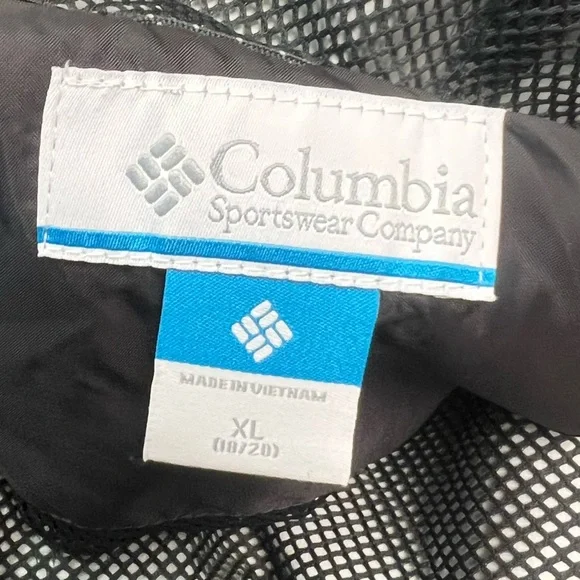 Columbia
Sportswear Company
MADE IN VIETNAM
XL
(18/20)